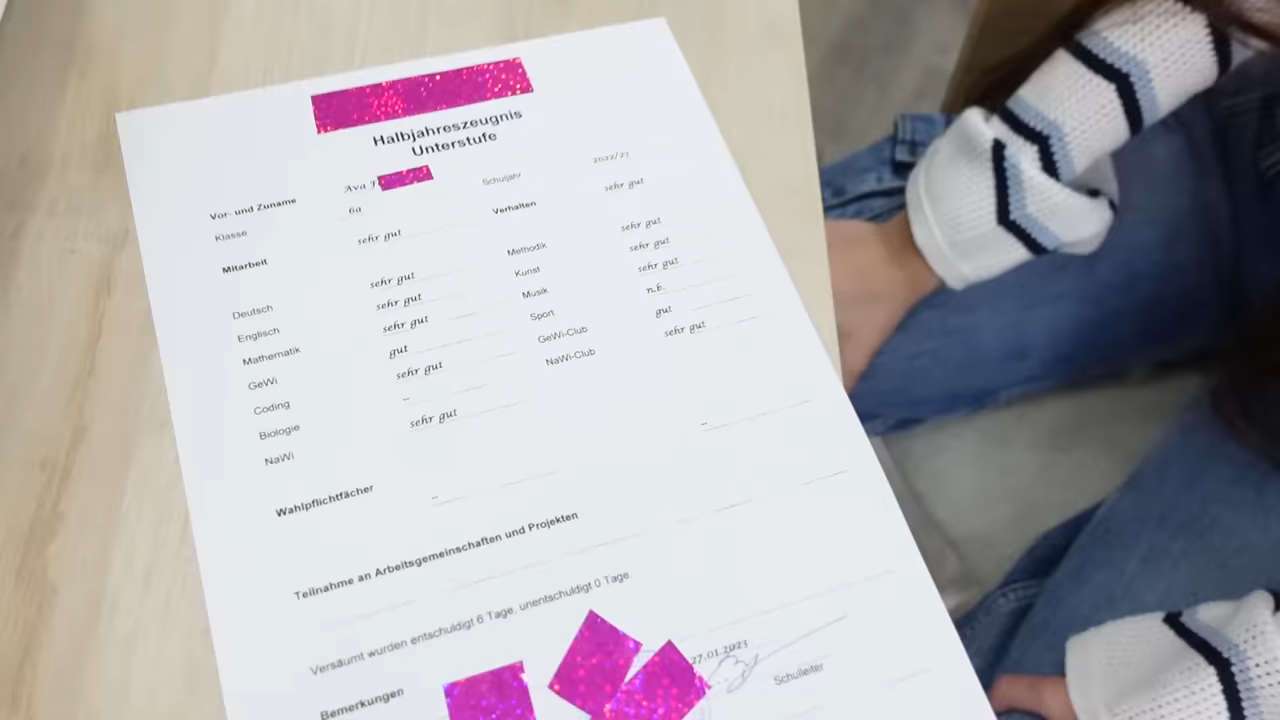 Halbjahreszeugnis
Unterstufe
Vor- und Zuname Ava J Schuljahr 2022/23
Klasse 6a
Mitarbeit sehr gut Verhalten sehr gut
Deutsch sehr gut Methodik sehr gut
Englisch sehr gut Kunst sehr gut
Mathematik sehr gut Musik sehr gut
GeWi gut Sport n.b.
Coding sehr gut GeWi-Club gut
Biologie -- NaWi-Club sehr gut
NaWi sehr gut
Wahlpflichtfächer -- --
Teilnahme an Arbeitsgemeinschaften und Projekten
Versäumt wurden entschuldigt 6 Tage, unentschuldigt 0 Tage.
Bemerkungen
27.01.2023
Schulleiter